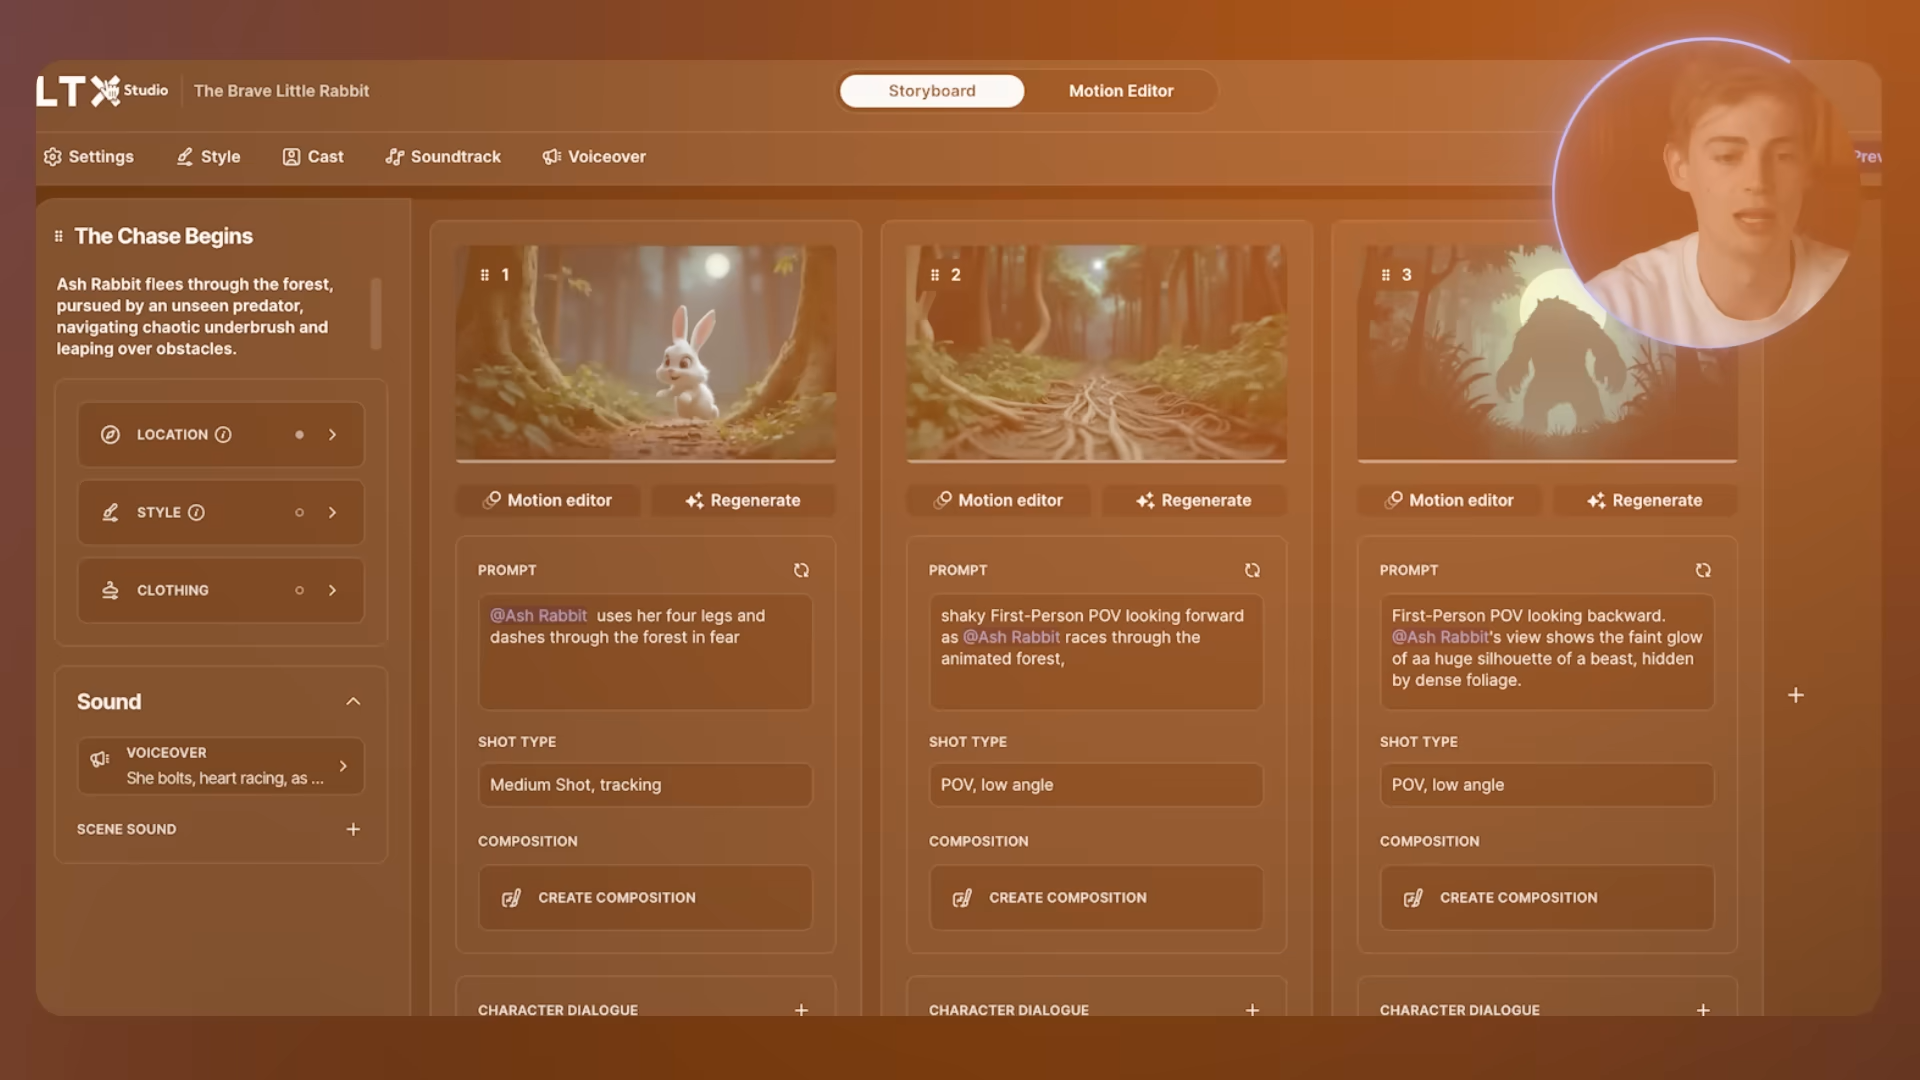 LTX Studio
The Brave Little Rabbit
Storyboard
Motion Editor
Settings
Style
Cast
Soundtrack
Voiceover
Prev
The Chase Begins
Ash Rabbit flees through the forest,
pursued by an unseen predator,
navigating chaotic underbrush and
leaping over obstacles.
LOCATION
STYLE
CLOTHING
Sound
VOICEOVER
She bolts, heart racing, as ...
SCENE SOUND
1
Motion editor
Regenerate
PROMPT
@Ash Rabbit uses her four legs and
dashes through the forest in fear
SHOT TYPE
Medium Shot, tracking
COMPOSITION
CREATE COMPOSITION
CHARACTER DIALOGUE
2
Motion editor
Regenerate
PROMPT
shaky First-Person POV looking forward
as @Ash Rabbit races through the
animated forest,
SHOT TYPE
POV, low angle
COMPOSITION
CREATE COMPOSITION
CHARACTER DIALOGUE
3
Motion editor
Regenerate
PROMPT
First-Person POV looking backward.
@Ash Rabbit's view shows the faint glow
of aa huge silhouette of a beast, hidden
by dense foliage.
SHOT TYPE
POV, low angle
COMPOSITION
CREATE COMPOSITION
CHARACTER DIALOGUE